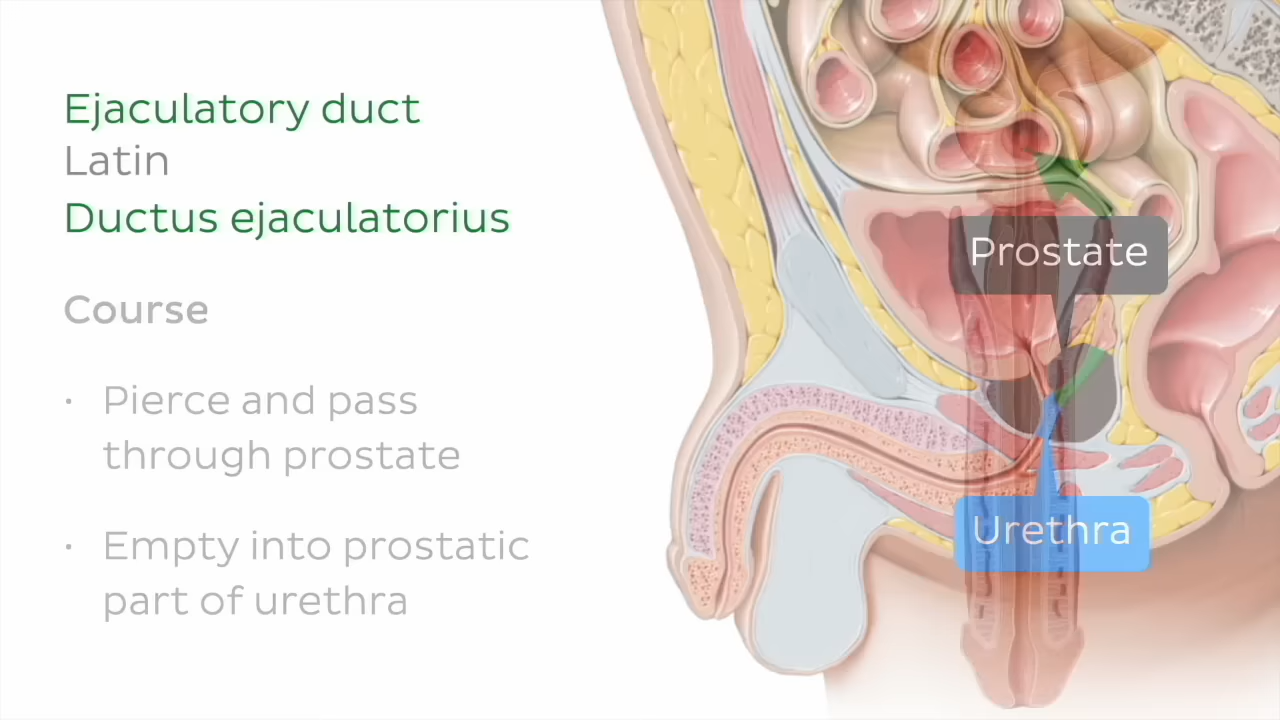 Ejaculatory duct
Latin
Ductus ejaculatorius
Course
· Pierce and pass
through prostate
· Empty into prostatic
part of urethra
Prostate
Urethra